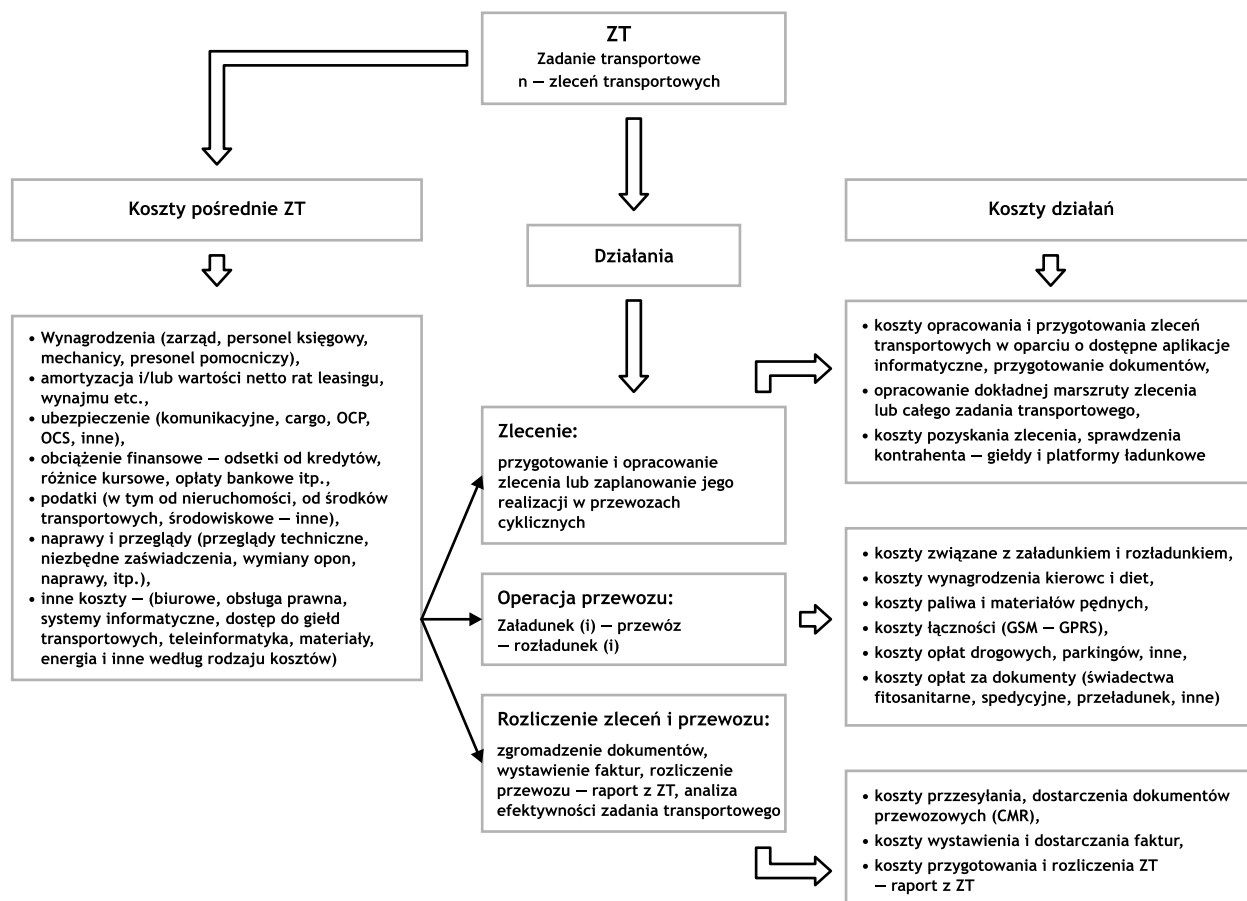 ZT
Zadanie transportowe
n — zleceń transportowych
Koszty pośrednie ZT
Działania
Koszty działań
• Wynagrodzenia (zarząd, personel księgowy,
mechanicy, presonel pomocniczy),
• amortyzacja i/lub wartości netto rat leasingu,
wynajmu etc.,
• ubezpieczenie (komunikacyjne, cargo, OCP,
OCS, inne),
• obciążenie finansowe — odsetki od kredytów,
różnice kursowe, opłaty bankowe itp.,
• podatki (w tym od nieruchomości, od środków
transportowych, środowiskowe — inne),
• naprawy i przeglądy (przeglądy techniczne,
niezbędne zaświadczenia, wymiany opon,
naprawy, itp.),
• inne koszty — (biurowe, obsługa prawna,
systemy informatyczne, dostęp do giełd
transportowych, teleinformatyka, materiały,
energia i inne według rodzaju kosztów)
Zlecenie:
przygotowanie i opracowanie
zlecenia lub zaplanowanie jego
realizacji w przewozach
cyklicznych
Operacja przewozu:
Załadunek (i) — przewóz
— rozładunek (i)
Rozliczenie zleceń i przewozu:
zgromadzenie dokumentów,
wystawienie faktur, rozliczenie
przewozu — raport z ZT, analiza
efektywności zadania transportowego
• koszty opracowania i przygotowania zleceń
transportowych w oparciu o dostępne aplikacje
informatyczne, przygotowanie dokumentów,
• opracowanie dokładnej marszruty zlecenia
lub całego zadania transportowego,
• koszty pozyskania zlecenia, sprawdzenia
kontrahenta — giełdy i platformy ładunkowe
• koszty związane z załadunkiem i rozładunkiem,
• koszty wynagrodzenia kierowc i diet,
• koszty paliwa i materiałów pędnych,
• koszty łączności (GSM — GPRS),
• koszty opłat drogowych, parkingów, inne,
• koszty opłat za dokumenty (świadectwa
fitosanitarne, spedycyjne, przeładunek, inne)
• koszty przzesyłania, dostarczenia dokumentów
przewozowych (CMR),
• koszty wystawienia i dostarczania faktur,
• koszty przygotowania i rozliczenia ZT
— raport z ZT